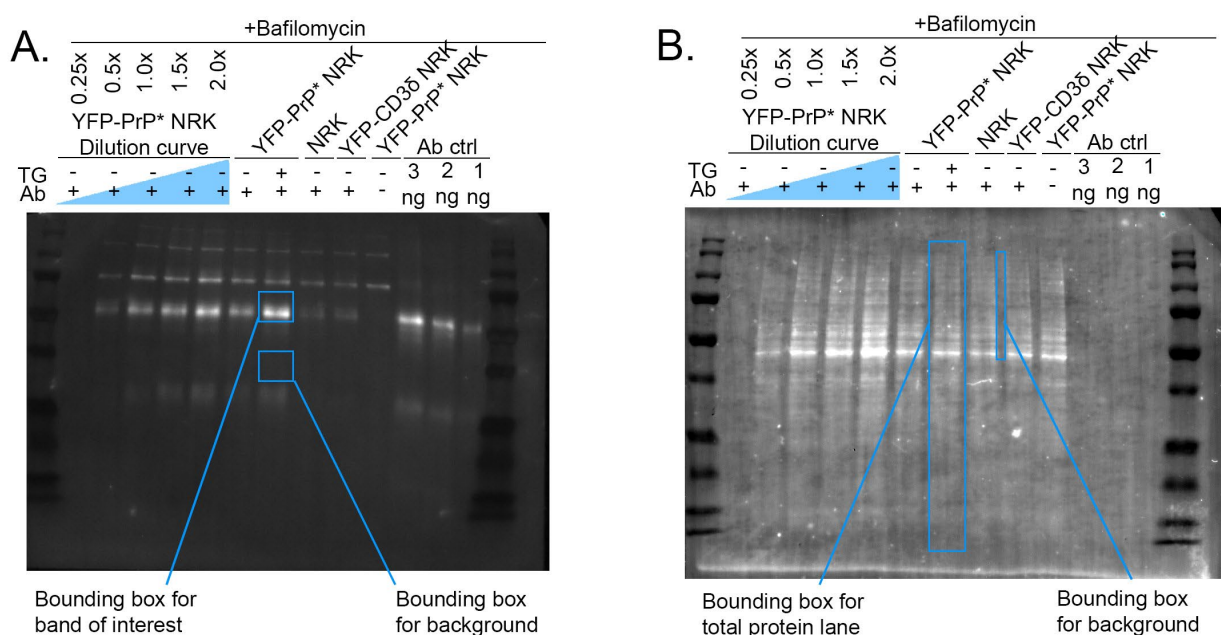 A.
+Bafilomycin
0.25x 0.5x 1.0x 1.5x 2.0x
YFP-PrP* NRK
NRK
YFP-CD3δ NRK
YFP-PrP* NRK
YFP-PrP* NRK
Dilution curve
Ab ctrl
TG - - - - - - + - - - 3 2 1
Ab + + + + + + + + + - ng ng ng
Bounding box for
band of interest
Bounding box
for background
B.
+Bafilomycin
0.25x 0.5x 1.0x 1.5x 2.0x
YFP-PrP* NRK
NRK
YFP-CD3δ NRK
YFP-PrP* NRK
YFP-PrP* NRK
Dilution curve
Ab ctrl
TG - - - - - - + - - - 3 2 1
Ab + + + + + + + + + - ng ng ng
Bounding box for
total protein lane
Bounding box
for background